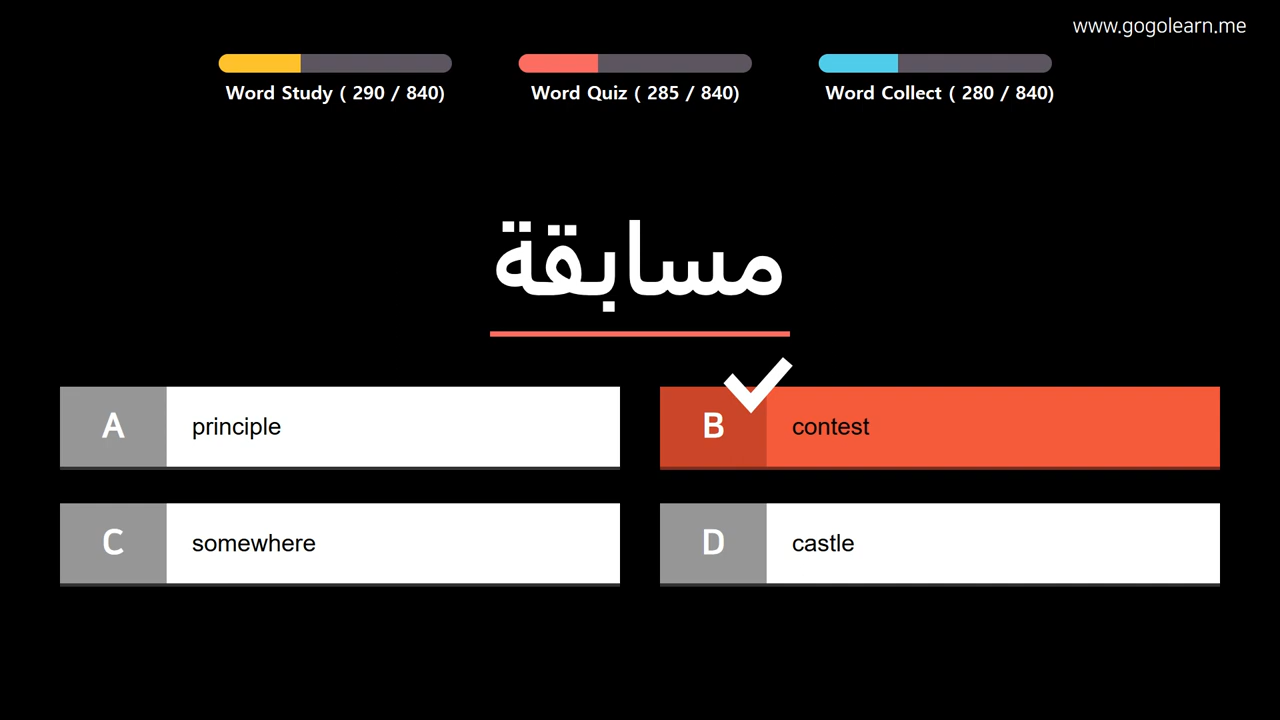 www.gogolearn.me
Word Study ( 290 / 840)
Word Quiz ( 285 / 840)
Word Collect ( 280 / 840)
مسابقة
A principle
B contest
C somewhere
D castle